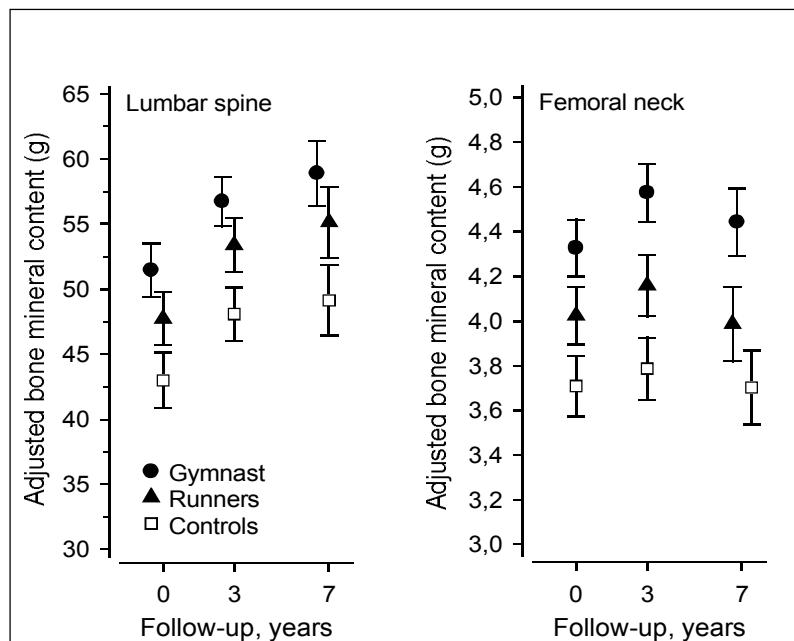 Adjusted bone mineral content (g)
Lumbar spine
65
60
55
50
45
40
35
30
Gymnast
Runners
Controls
0 3 7
Follow-up, years
Adjusted bone mineral content (g)
Femoral neck
5,0
4,8
4,6
4,4
4,2
4,0
3,8
3,6
3,4
3,2
3,0
0 3 7
Follow-up, years